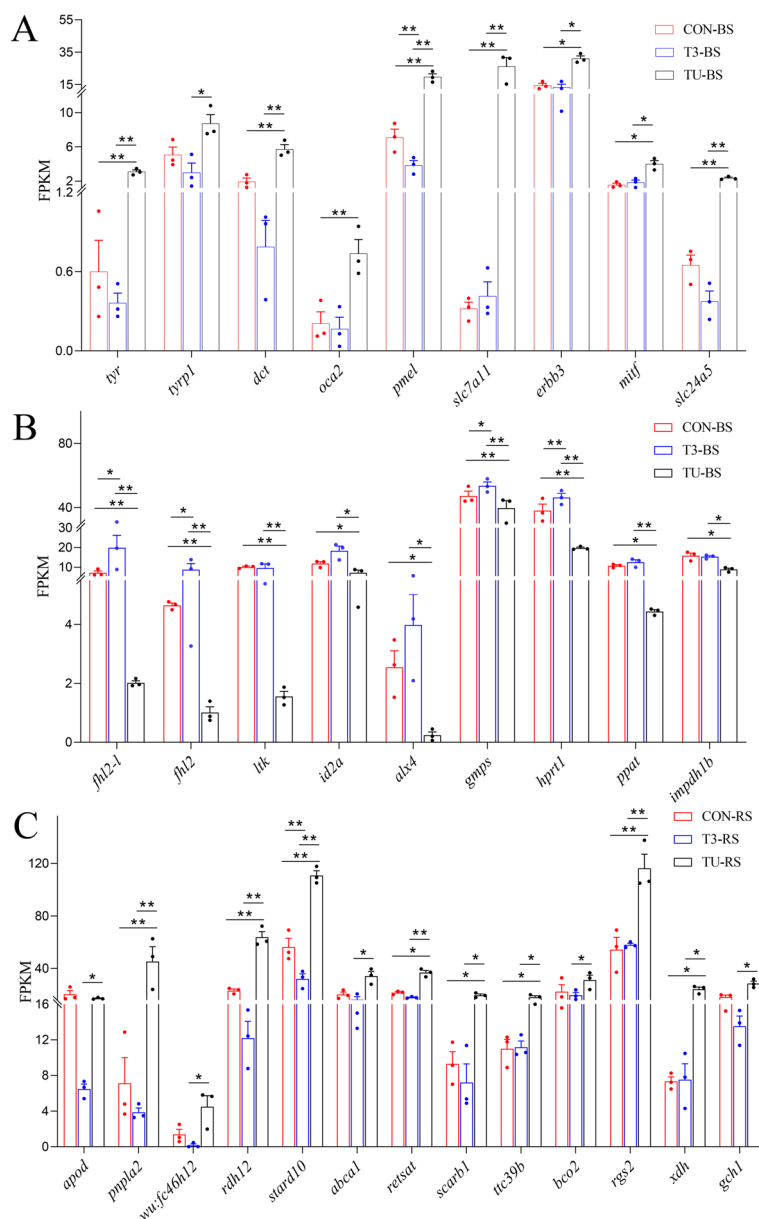 A
CON-BS
T3-BS
TU-BS
FPKM
55
35
15
10
6
2
1.2
0.6
0.0
** ** * ** ** ** ** ** ** ** ** ** * * * * ** **
tyr tyrp1 dct oca2 pmel slc7a11 erbb3 mitf slc24a5
B
CON-BS
T3-BS
TU-BS
FPKM
80
40
30
20
10
4
2
0
* ** ** * ** ** ** ** * * * * * ** ** ** ** ** ** * * *
fhl2-l fhl2 ltk id2a alx4 gmps hprt1 ppat impdh1b
C
CON-RS
T3-RS
TU-RS
FPKM
120
80
40
16
12
8
4
0
* ** ** * ** ** ** ** ** * ** * * * * * * ** ** * * *
apod pnpla2 wu:fc46h12 rdh12 stard10 abca1 retsat scarb1 ttc39b bco2 rgs2 xdh gch1